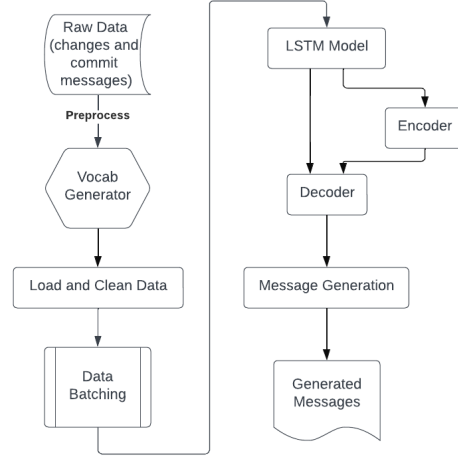 Raw Data
(changes and
commit
messages)
Preprocess
Vocab
Generator
Load and Clean Data
Data
Batching
LSTM Model
Encoder
Decoder
Message Generation
Generated
Messages